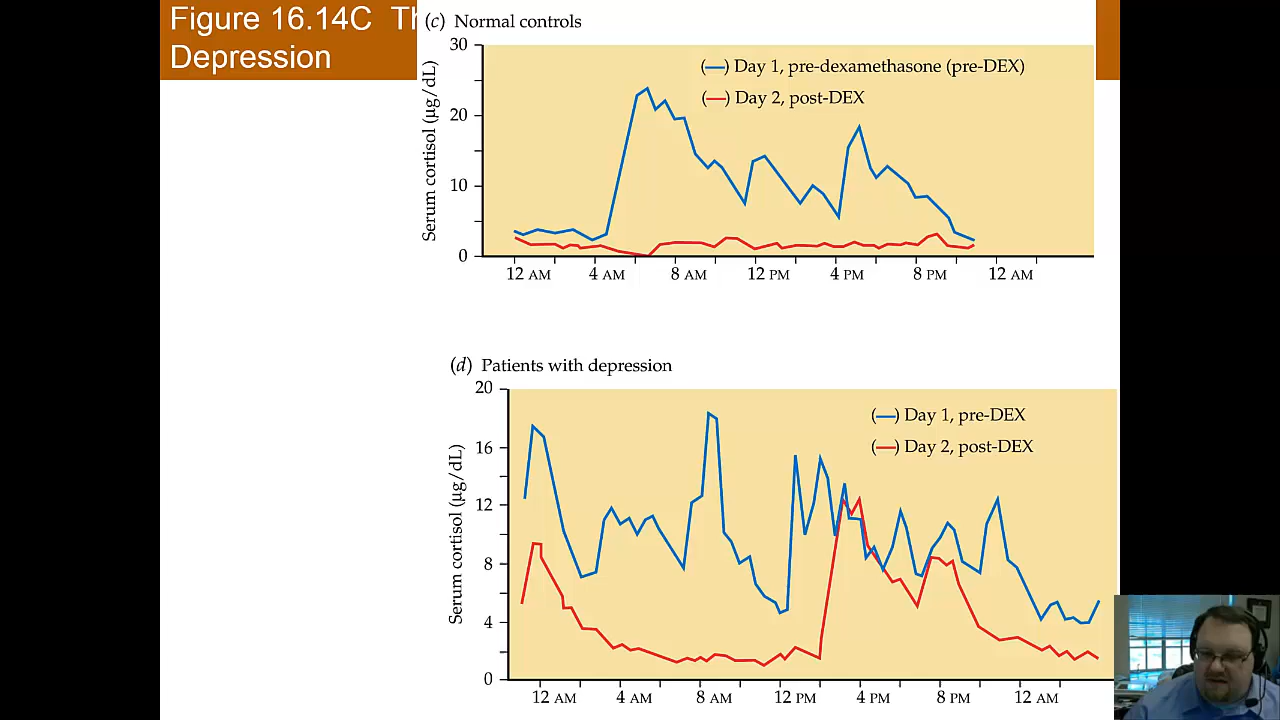 Figure 16.14C Th
Depression
(c) Normal controls
30
20
10
0
Serum cortisol (µg/dL)
(—) Day 1, pre-dexamethasone (pre-DEX)
(—) Day 2, post-DEX
12 AM 4 AM 8 AM 12 PM 4 PM 8 PM 12 AM
(d) Patients with depression
20
16
12
8
4
0
Serum cortisol (µg/dL)
(—) Day 1, pre-DEX
(—) Day 2, post-DEX
12 AM 4 AM 8 AM 12 PM 4 PM 8 PM 12 AM